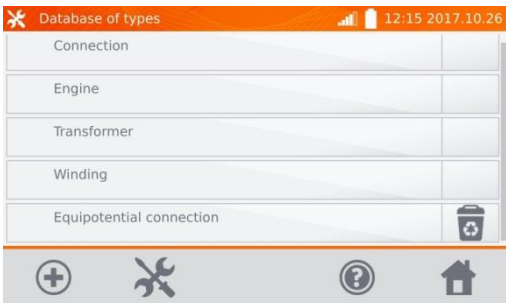 Database of types 12:15 2017.10.26
Connection
Engine
Transformer
Winding
Equipotential connection